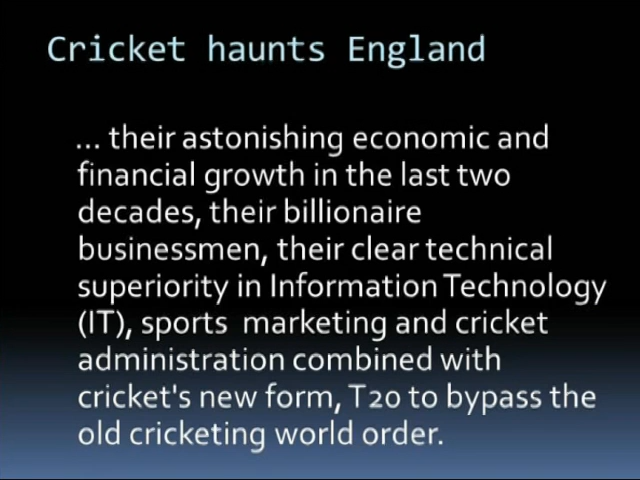 Cricket haunts England
... their astonishing economic and
financial growth in the last two
decades, their billionaire
businessmen, their clear technical
superiority in Information Technology
(IT), sports marketing and cricket
administration combined with
cricket's new form, T20 to bypass the
old cricketing world order.